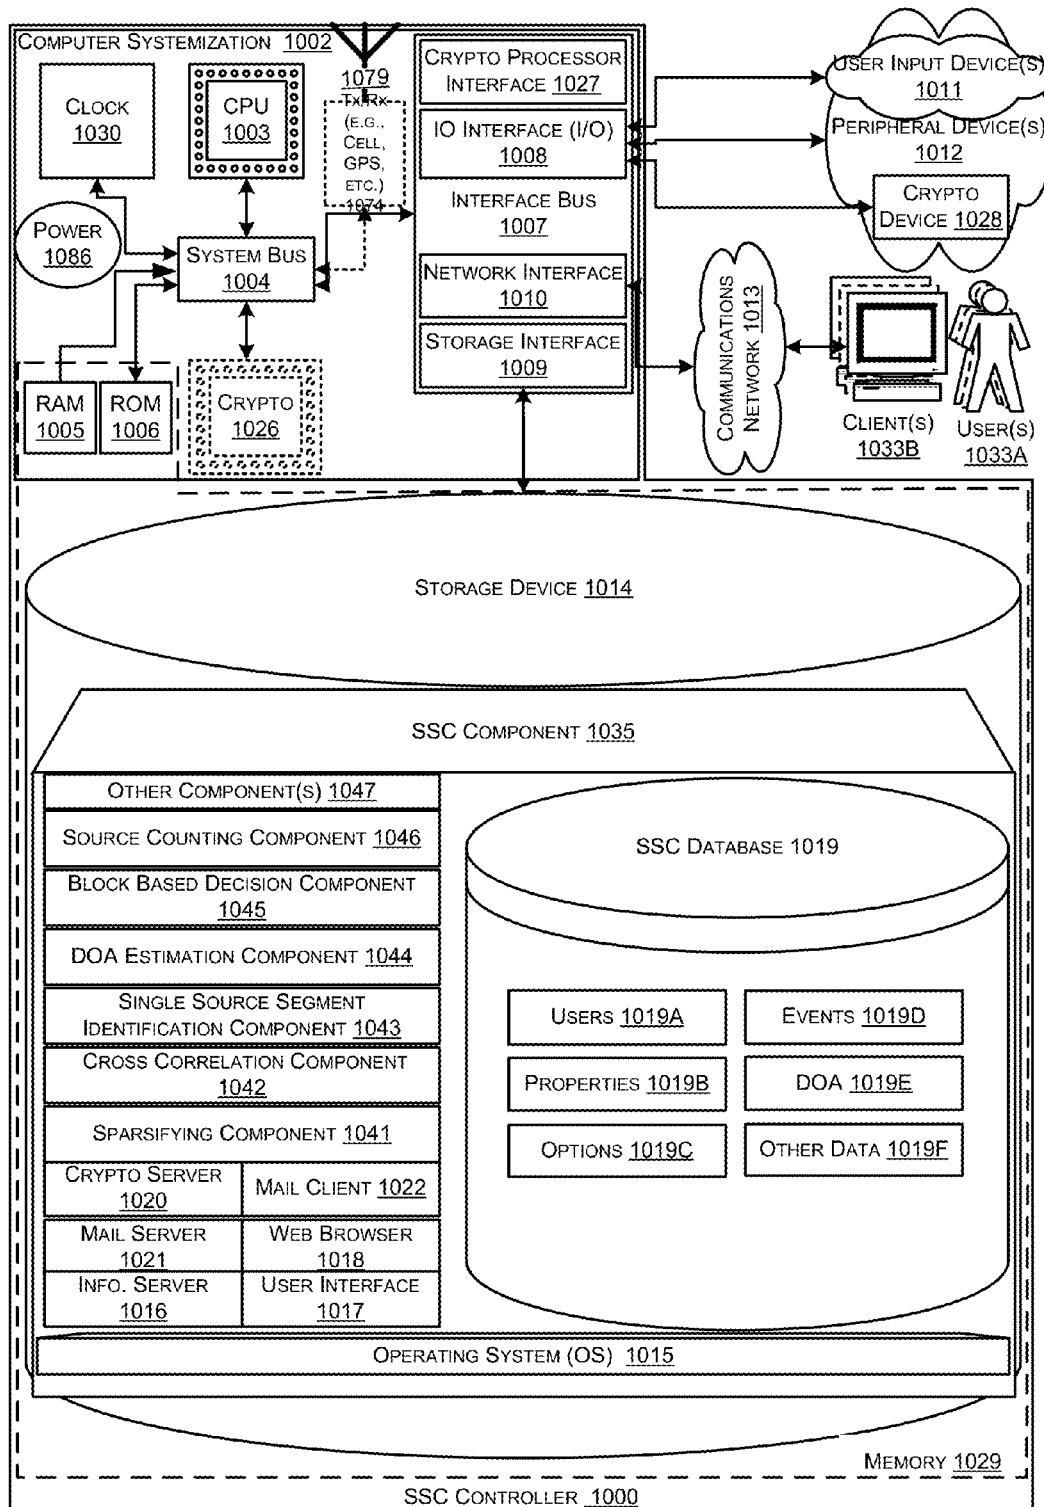 COMPUTER SYSTEMIZATION 1002
CLOCK
1030
CPU
1003
1079
TX/RX
(E.G.,
CELL,
GPS,
ETC.)
1074
POWER
1086
SYSTEM BUS
1004
RAM
1005
ROM
1006
CRYPTO
1026
CRYPTO PROCESSOR
INTERFACE 1027
IO INTERFACE (I/O)
1008
INTERFACE BUS
1007
NETWORK INTERFACE
1010
STORAGE INTERFACE
1009
USER INPUT DEVICE(S)
1011
PERIPHERAL DEVICE(S)
1012
CRYPTO
DEVICE 1028
COMMUNICATIONS
NETWORK 1013
CLIENT(S)
1033B
USER(S)
1033A
STORAGE DEVICE 1014
SSC COMPONENT 1035
OTHER COMPONENT(S) 1047
SOURCE COUNTING COMPONENT 1046
BLOCK BASED DECISION COMPONENT
1045
DOA ESTIMATION COMPONENT 1044
SINGLE SOURCE SEGMENT
IDENTIFICATION COMPONENT 1043
CROSS CORRELATION COMPONENT
1042
SPARSIFYING COMPONENT 1041
CRYPTO SERVER
1020
MAIL CLIENT 1022
MAIL SERVER
1021
WEB BROWSER
1018
INFO. SERVER
1016
USER INTERFACE
1017
SSC DATABASE 1019
USERS 1019A
EVENTS 1019D
PROPERTIES 1019B
DOA 1019E
OPTIONS 1019C
OTHER DATA 1019F
OPERATING SYSTEM (OS) 1015
MEMORY 1029
SSC CONTROLLER 1000